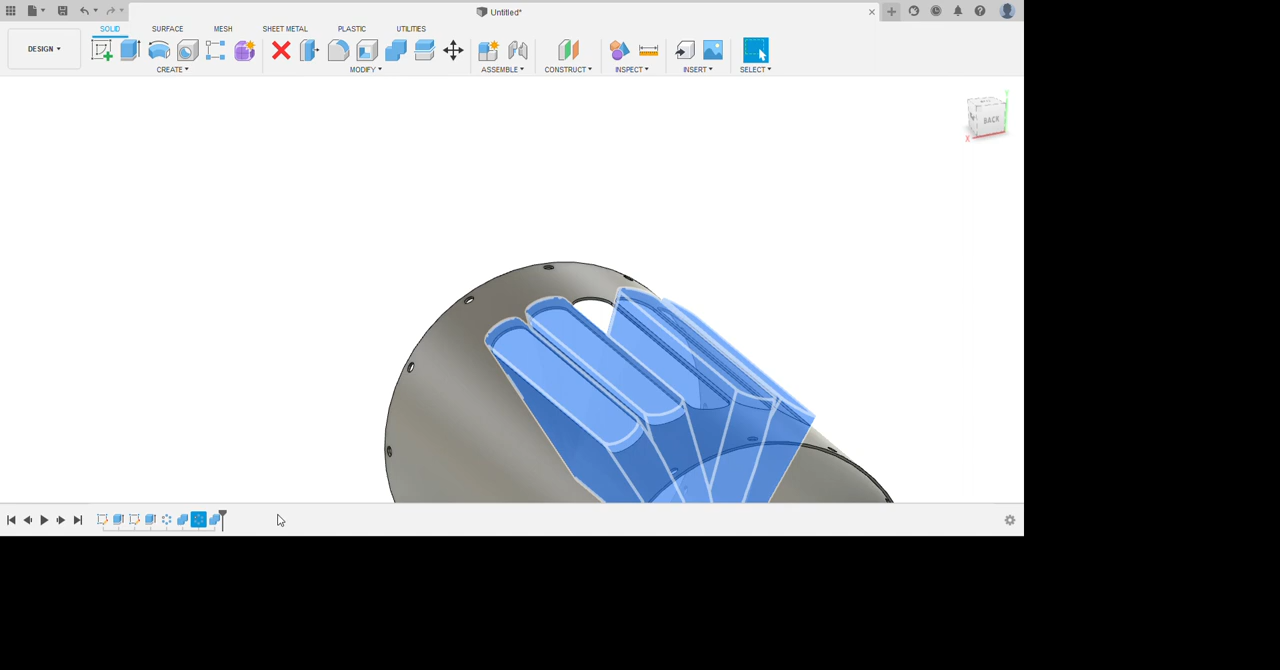 Untitled*
SOLID SURFACE MESH SHEET METAL PLASTIC UTILITIES
DESIGN
CREATE MODIFY ASSEMBLE CONSTRUCT INSPECT INSERT SELECT
Y
BACK
X